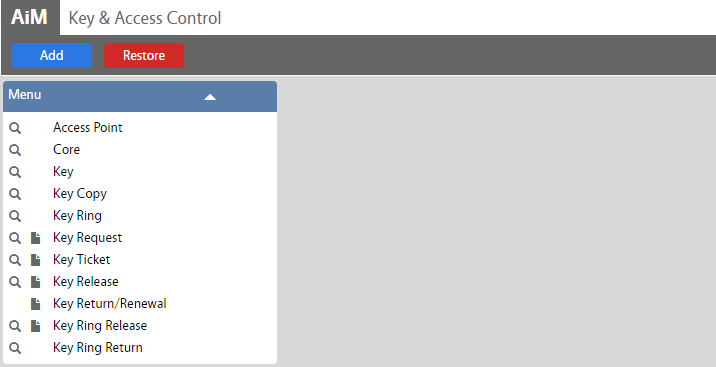 AiM Key & Access Control
Add Restore
Menu
Access Point
Core
Key
Key Copy
Key Ring
Key Request
Key Ticket
Key Release
Key Return/Renewal
Key Ring Release
Key Ring Return